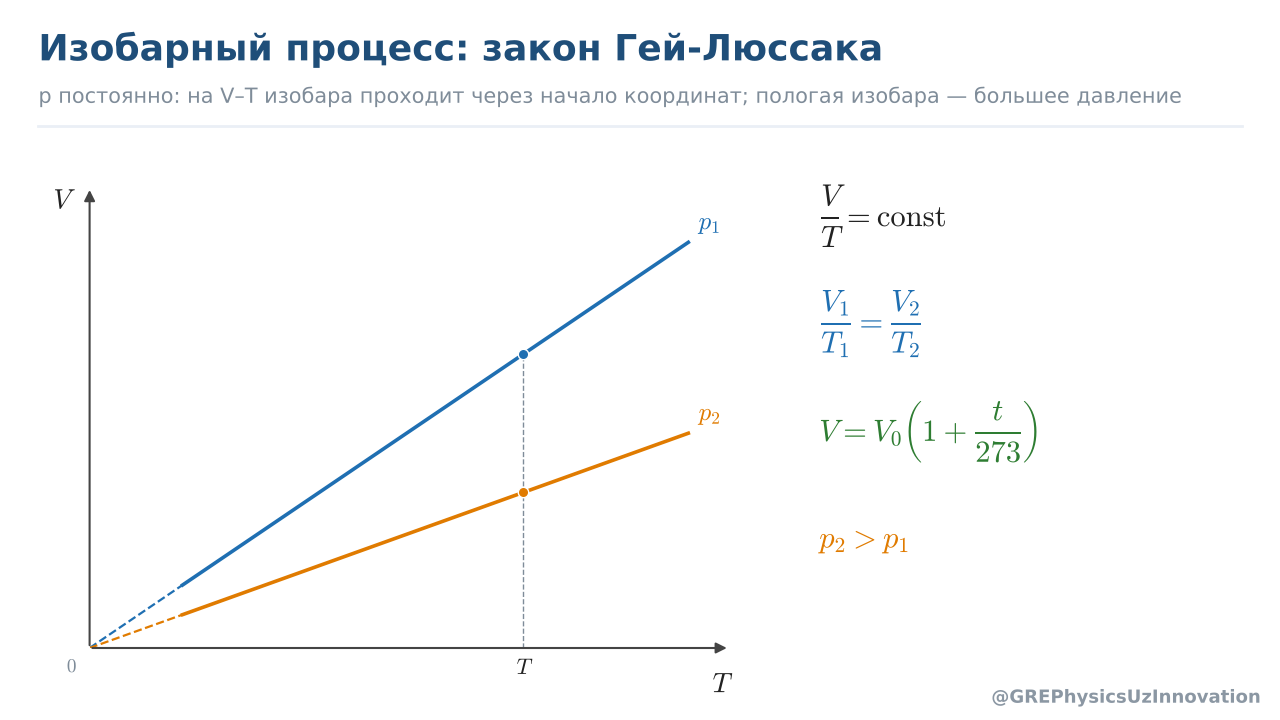 Изобарный процесс: закон Гей-Люссака
p постоянно: на V–T изобара проходит через начало координат; пологая изобара — большее давление
V
p₁
p₂
0
T
T
V/T = const
V₁/T₁ = V₂/T₂
V = V₀(1 + t/273)
p₂ > p₁
@GREPhysicsUzInnovation